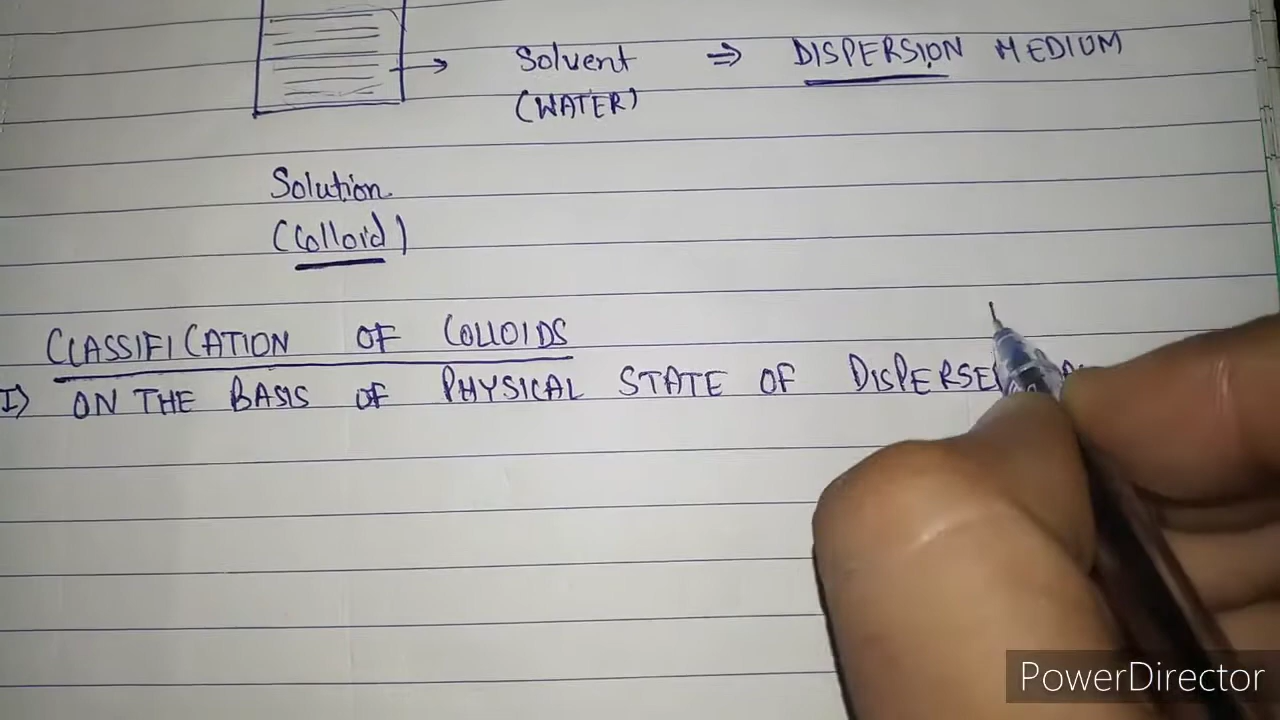 Solvent ⇒ DISPERSION MEDIUM
(WATER)
Solution
(Colloid)
CLASSIFICATION OF COLLOIDS
I) ON THE BASIS OF PHYSICAL STATE OF DISPERSE
PowerDirector